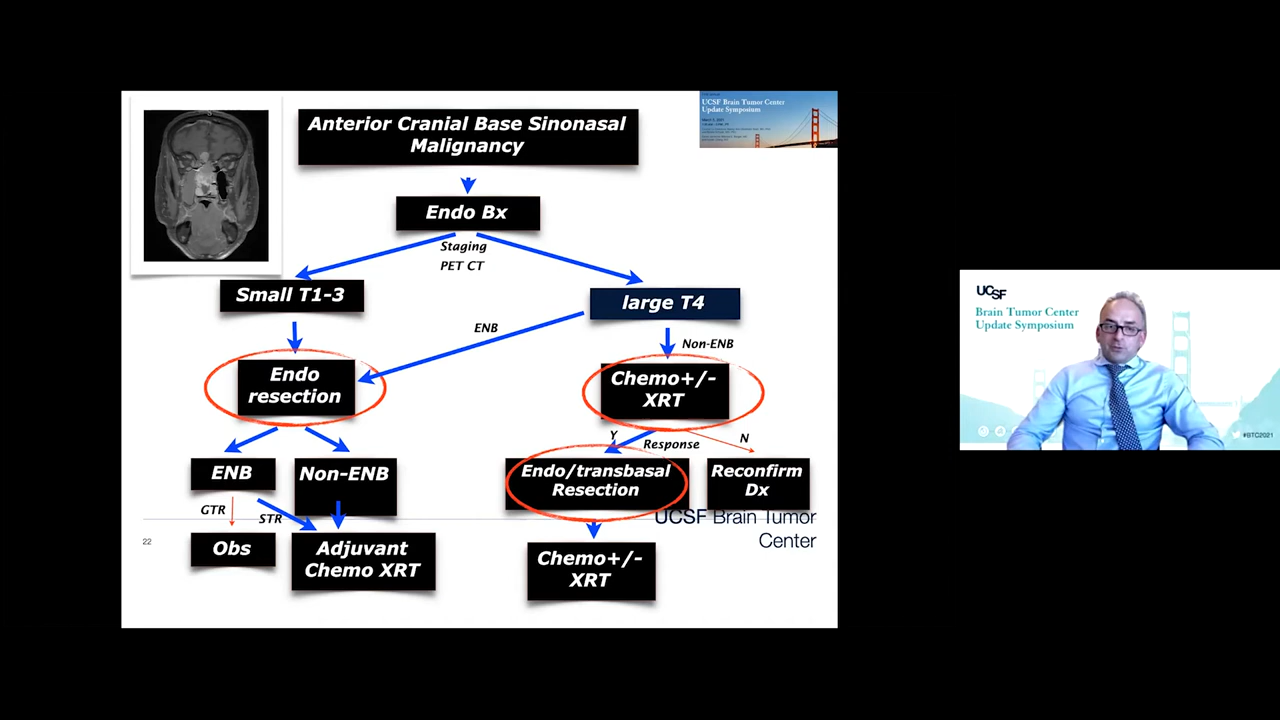 Anterior Cranial Base Sinonasal
Malignancy
UCSF Brain Tumor Center
Update Symposium
Endo Bx
Staging
PET CT
Small T1-3
large T4
ENB
Non-ENB
Endo
resection
Chemo+/-
XRT
Y
Response
N
ENB
Non-ENB
Endo/transbasal
Resection
Reconfirm
Dx
GTR
STR
UCSF Brain Tumor
Center
22
Obs
Adjuvant
Chemo XRT
Chemo+/-
XRT
UCSF
Brain Tumor Center
Update Symposium
#BTC2021